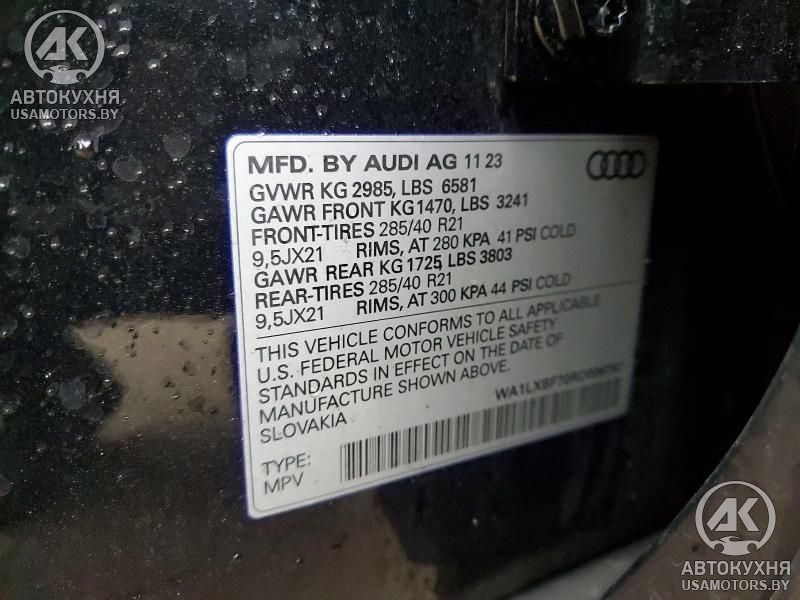 AK
АВТОКУХНЯ
USAMOTORS.BY
MFD. BY AUDI AG 11 23
GVWR KG 2985, LBS 6581
GAWR FRONT KG1470, LBS 3241
FRONT-TIRES 285/40 R21
9,5JX21 RIMS, AT 280 KPA 41 PSI COLD
GAWR REAR KG 1725, LBS 3803
REAR-TIRES 285/40 R21
9,5JX21 RIMS, AT 300 KPA 44 PSI COLD
THIS VEHICLE CONFORMS TO ALL APPLICABLE
U.S. FEDERAL MOTOR VEHICLE SAFETY
STANDARDS IN EFFECT ON THE DATE OF
MANUFACTURE SHOWN ABOVE.
SLOVAKIA
TYPE:
MPV
AK
АВТОКУХНЯ
USAMOTORS.BY